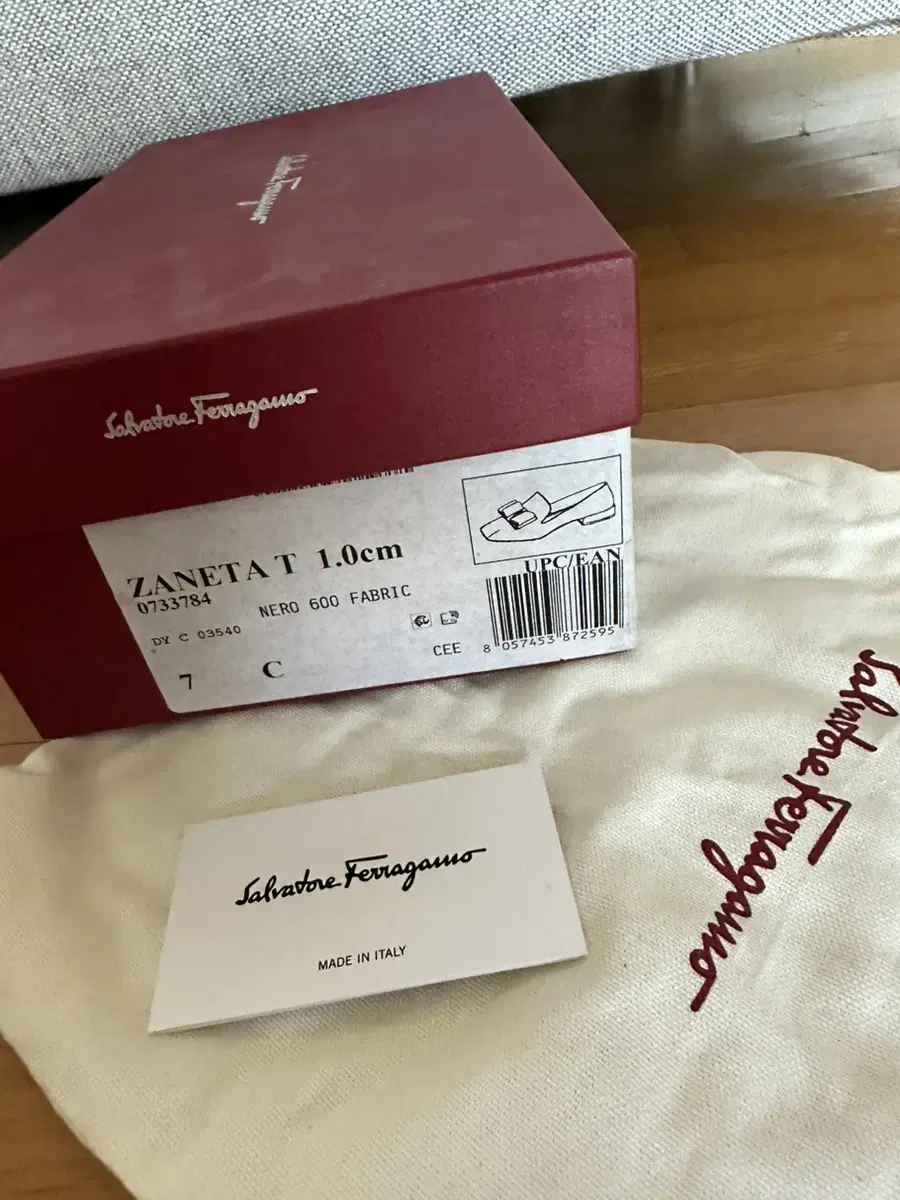 Salvatore Ferragamo
Salvatore Ferragamo
ZANETA T 1.0cm
0733784
NERO 600 FABRIC
DY C 03540
7 C
UPC/EAN
CEE
8 057453 872595
Salvatore Ferragamo
MADE IN ITALY
Salvatore Ferragamo